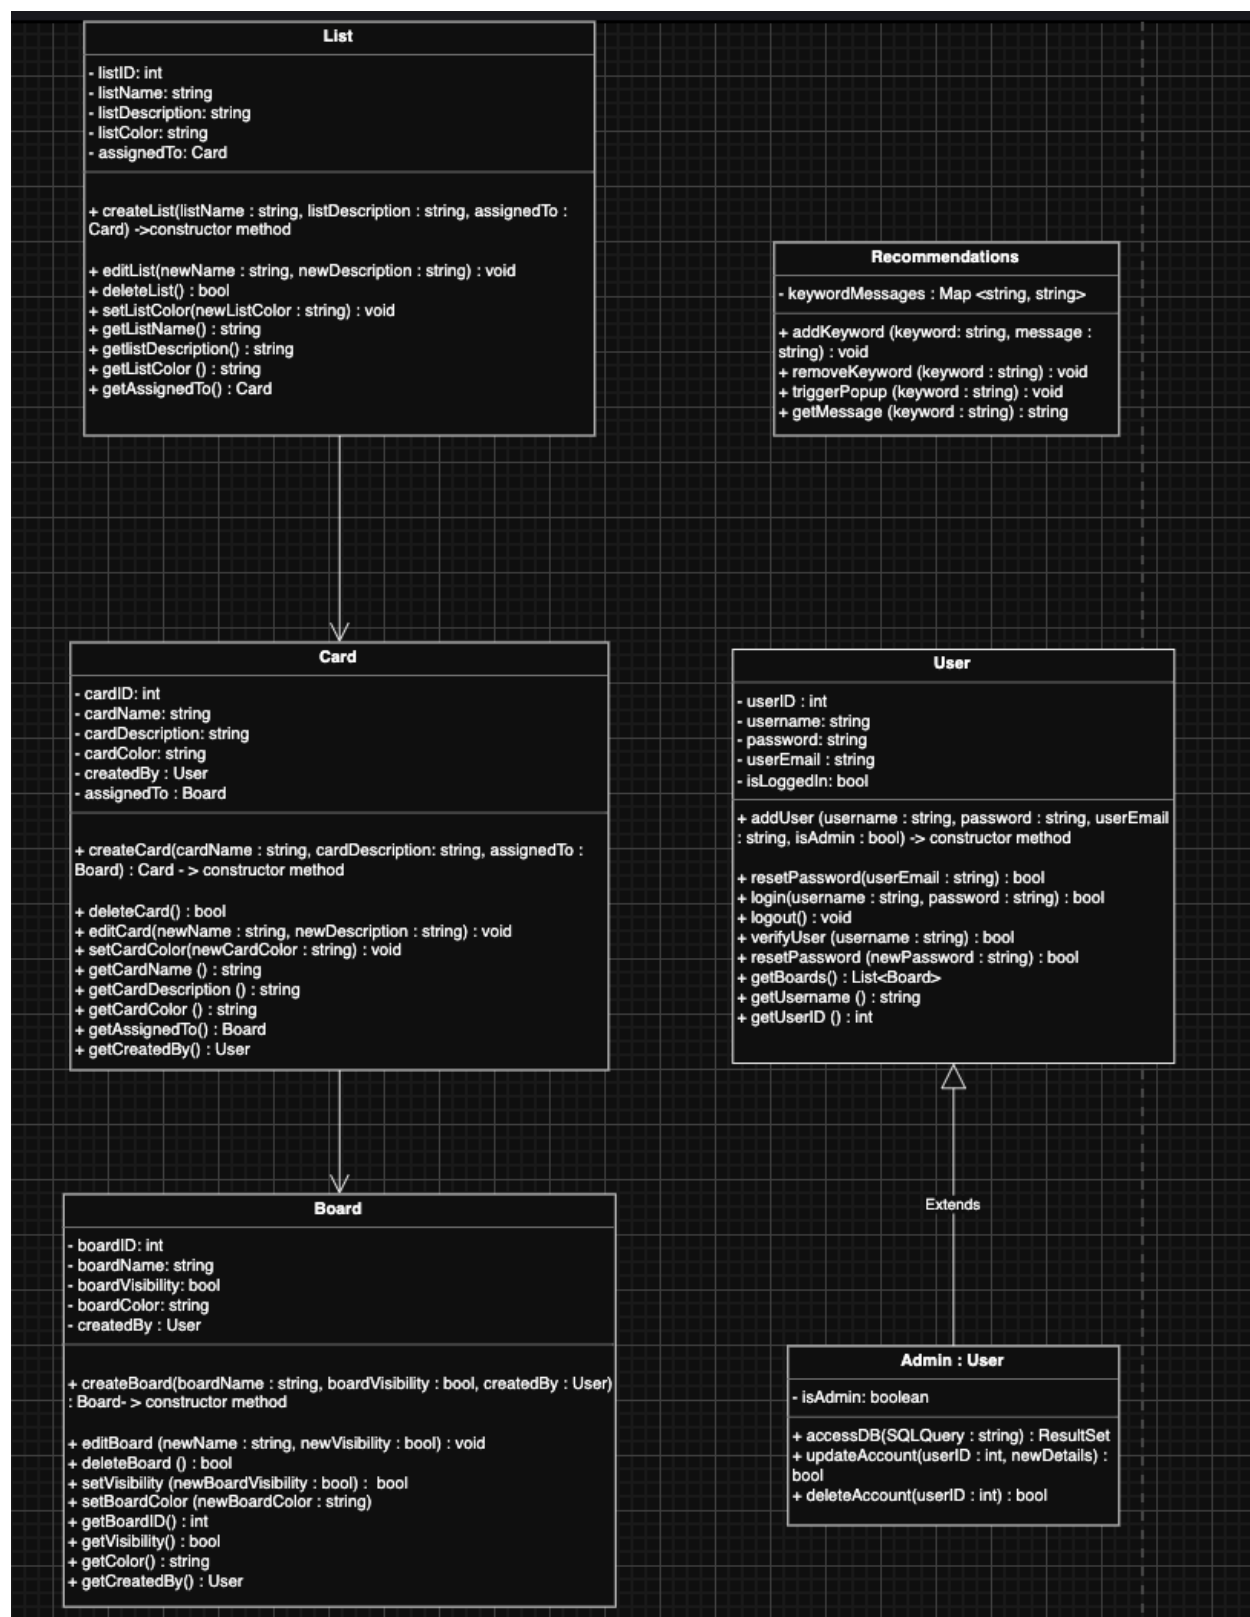 List
- listID: int
- listName: string
- listDescription: string
- listColor: string
- assignedTo: Card
+ createList(listName : string, listDescription : string, assignedTo :
Card) ->constructor method
+ editList(newName : string, newDescription : string) : void
+ deleteList() : bool
+ setListColor(newListColor : string) : void
+ getListName() : string
+ getlistDescription() : string
+ getListColor () : string
+ getAssignedTo() : Card
Recommendations
- keywordMessages : Map <string, string>
+ addKeyword (keyword: string, message :
string) : void
+ removeKeyword (keyword : string) : void
+ triggerPopup (keyword : string) : void
+ getMessage (keyword : string) : string
Card
- cardID: int
- cardName: string
- cardDescription: string
- cardColor: string
- createdBy : User
- assignedTo : Board
+ createCard(cardName : string, cardDescription: string, assignedTo :
Board) : Card - > constructor method
+ deleteCard() : bool
+ editCard(newName : string, newDescription : string) : void
+ setCardColor(newCardColor : string) : void
+ getCardName () : string
+ getCardDescription () : string
+ getCardColor () : string
+ getAssignedTo() : Board
+ getCreatedBy() : User
User
- userID : int
- username: string
- password: string
- userEmail : string
- isLoggedIn: bool
+ addUser (username : string, password : string, userEmail
: string, isAdmin : bool) -> constructor method
+ resetPassword(userEmail : string) : bool
+ login(username : string, password : string) : bool
+ logout() : void
+ verifyUser (username : string) : bool
+ resetPassword (newPassword : string) : bool
+ getBoards() : List<Board>
+ getUsername () : string
+ getUserID () : int
Extends
Board
- boardID: int
- boardName: string
- boardVisibility: bool
- boardColor: string
- createdBy : User
+ createBoard(boardName : string, boardVisibility : bool, createdBy : User)
: Board- > constructor method
+ editBoard (newName : string, newVisibility : bool) : void
+ deleteBoard () : bool
+ setVisibility (newBoardVisibility : bool) :  bool
+ setBoardColor (newBoardColor : string)
+ getBoardID() : int
+ getVisibility() : bool
+ getColor() : string
+ getCreatedBy() : User
Admin : User
- isAdmin: boolean
+ accessDB(SQLQuery : string) : ResultSet
+ updateAccount(userID : int, newDetails) :
bool
+ deleteAccount(userID : int) : bool